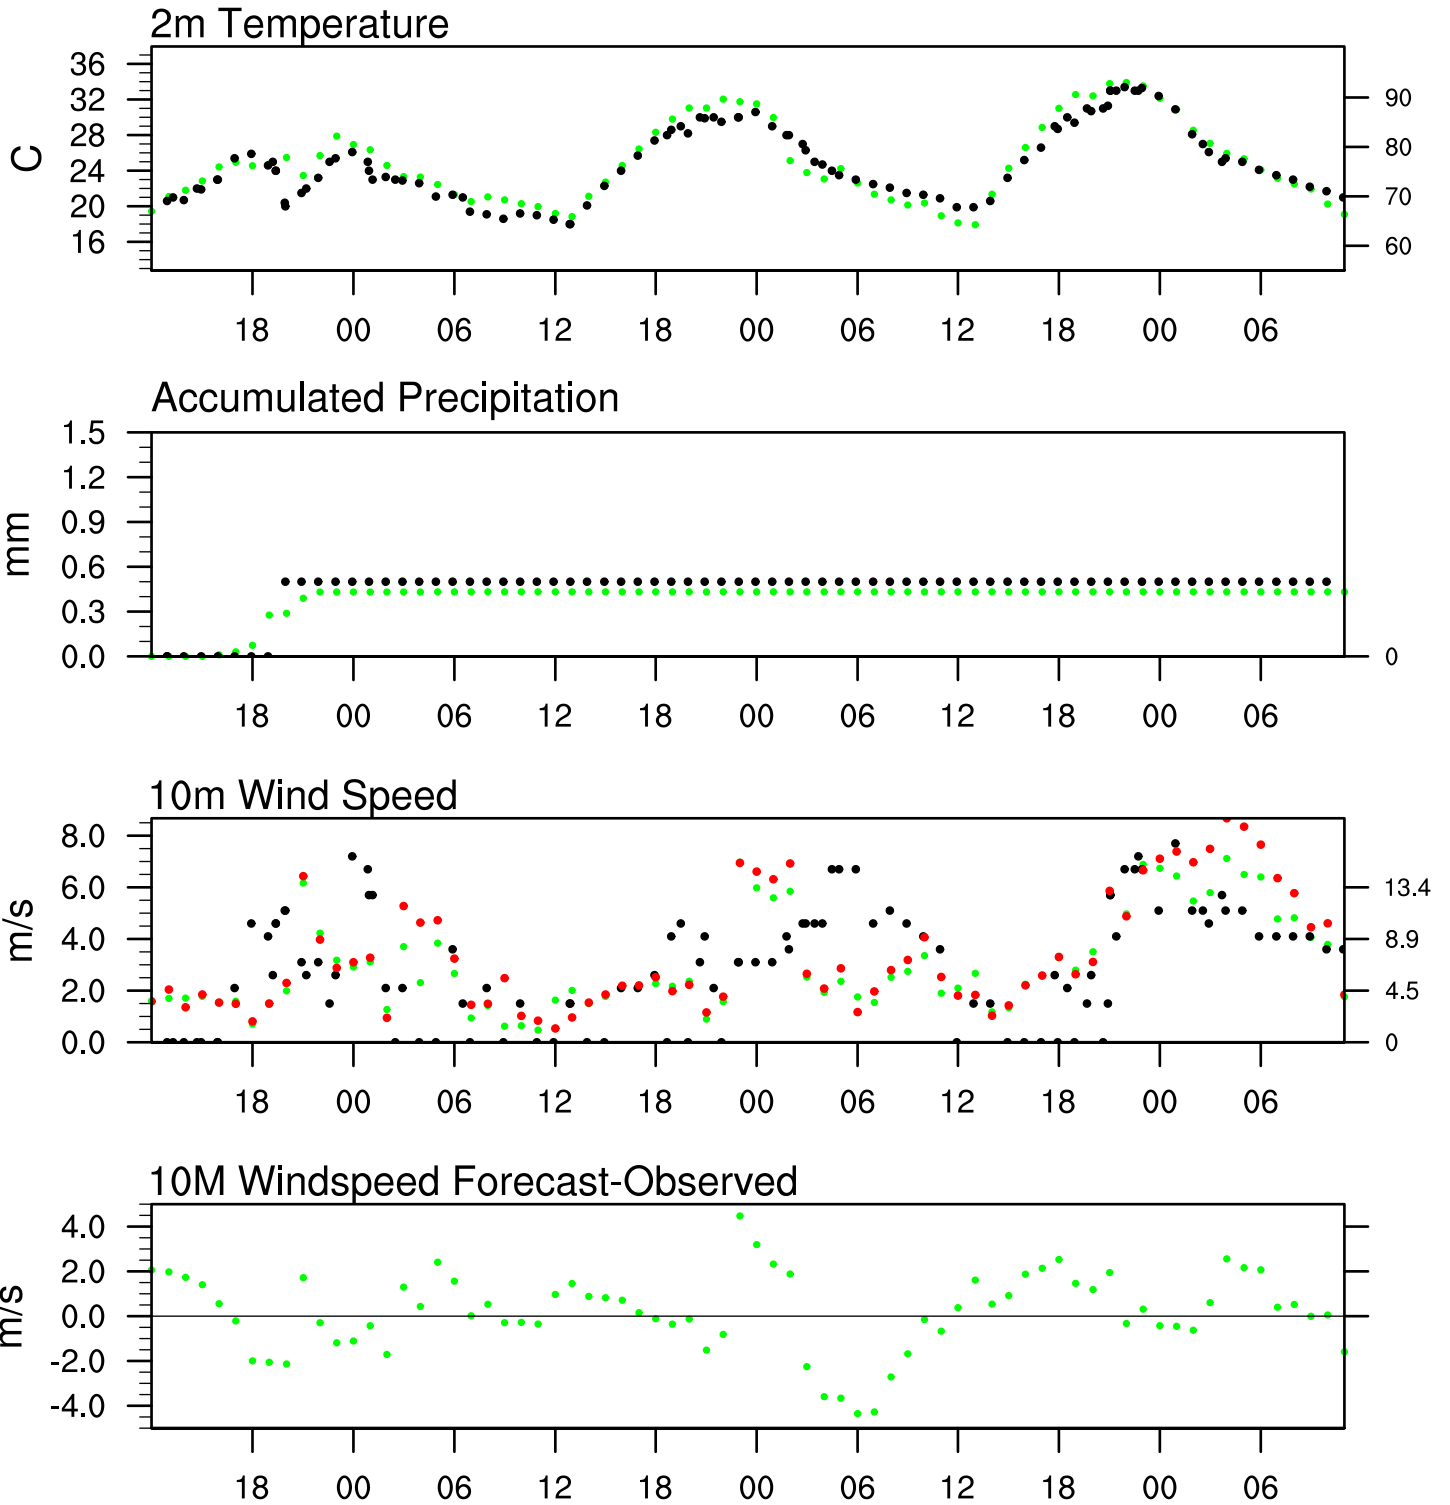 2m Temperature
36
32
28
24
20
16
C
90
80
70
60
18 00 06 12 18 00 06 12 18 00 06
Accumulated Precipitation
1.5
1.2
0.9
0.6
0.3
0.0
mm
0
18 00 06 12 18 00 06 12 18 00 06
10m Wind Speed
8.0
6.0
4.0
2.0
0.0
m/s
13.4
8.9
4.5
0
18 00 06 12 18 00 06 12 18 00 06
10M Windspeed Forecast-Observed
4.0
2.0
0.0
-2.0
-4.0
m/s
18 00 06 12 18 00 06 12 18 00 06